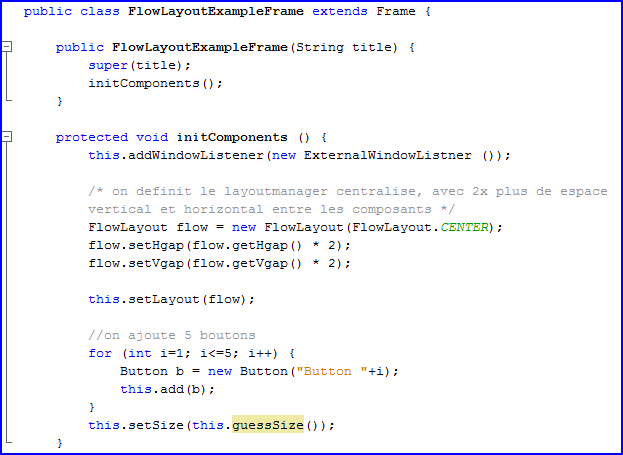 public class FlowLayoutExampleFrame extends Frame {
public FlowLayoutExampleFrame(String title) {
super(title);
initComponents();
}
protected void initComponents () {
this.addWindowListener(new ExternalWindowListner ());
/* on definit le layoutmanager centralise, avec 2x plus de espace
vertical et horizontal entre les composants */
FlowLayout flow = new FlowLayout(FlowLayout.CENTER);
flow.setHgap(flow.getHgap() * 2);
flow.setVgap(flow.getVgap() * 2);
this.setLayout(flow);
//on ajoute 5 boutons
for (int i=1; i<=5; i++) {
Button b = new Button("Button "+i);
this.add(b);
}
this.setSize(this.guessSize());
}